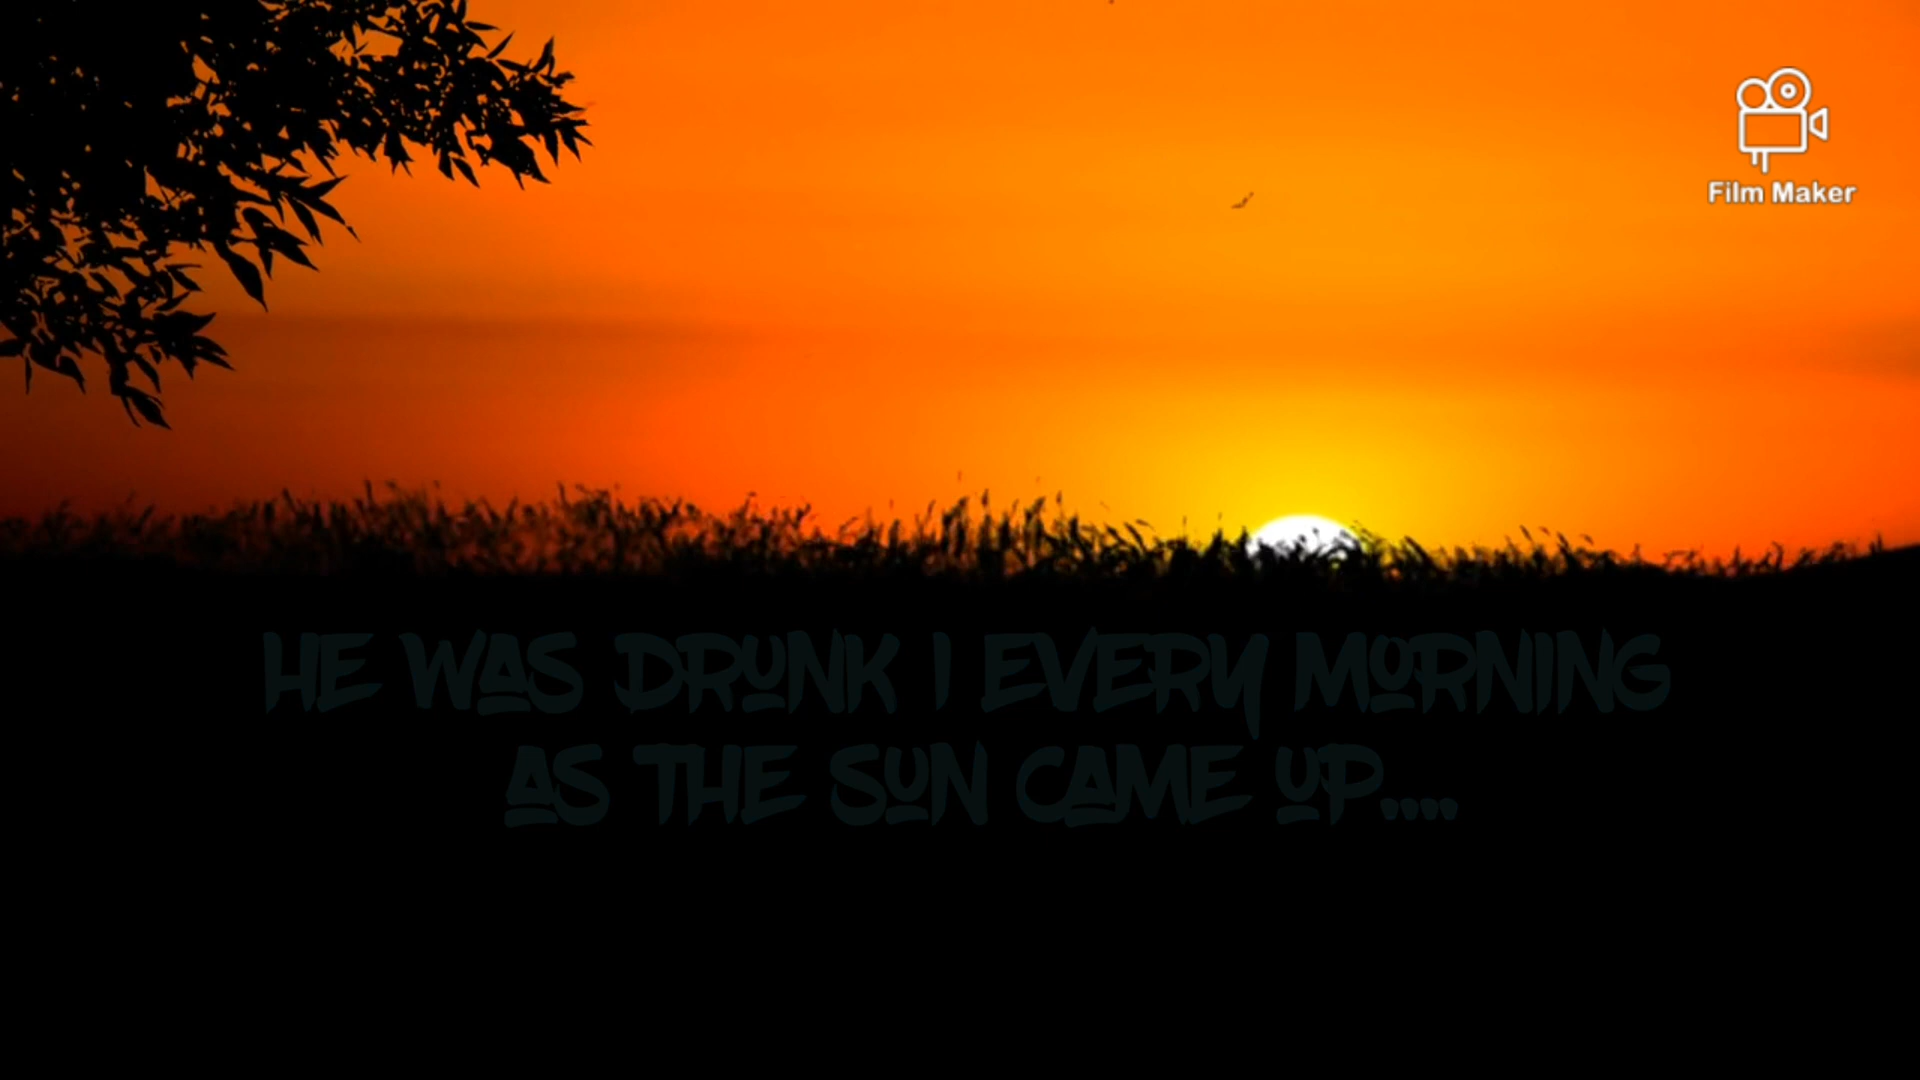 Film Maker
HE WAS DRUNK I EVERY MORNING
AS THE SUN CAME UP....